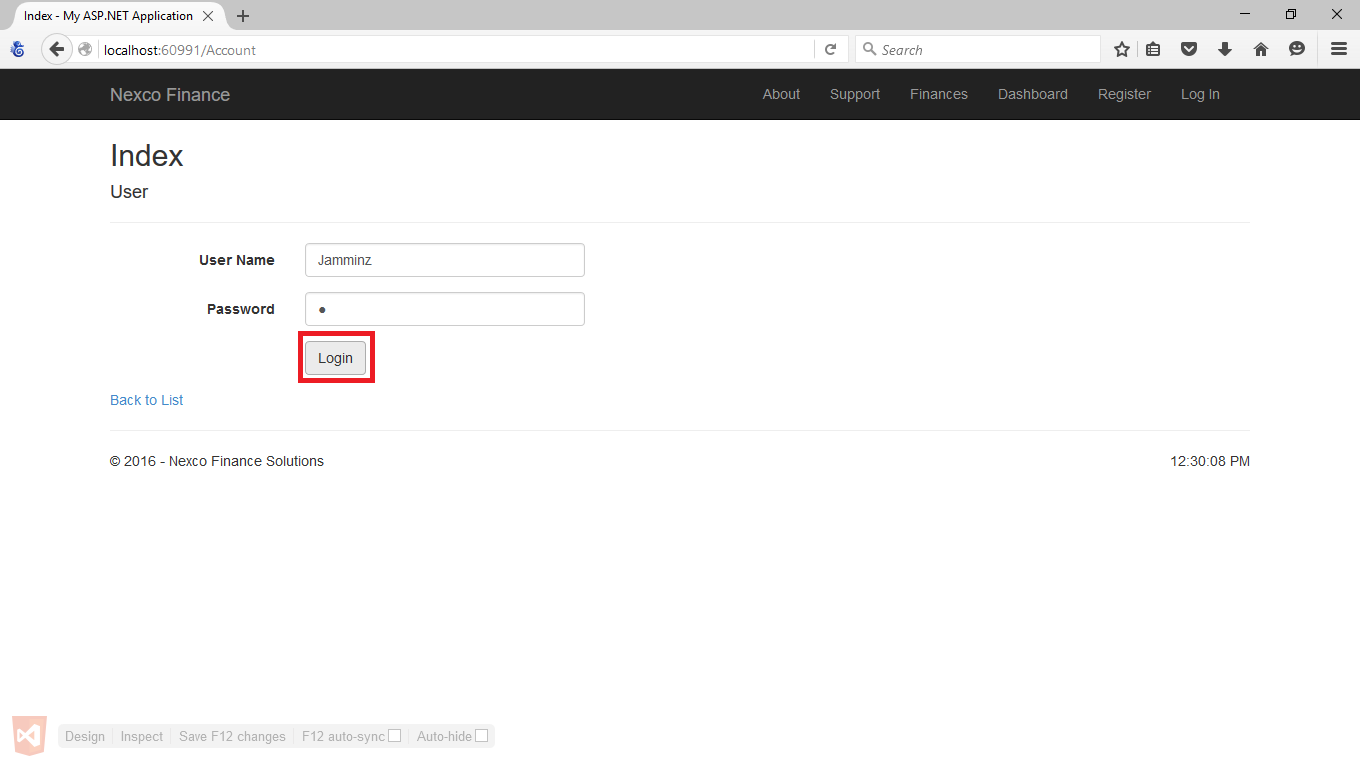 Index - My ASP.NET Application
localhost:60991/Account
Search
Nexco Finance About Support Finances Dashboard Register Log In
Index
User
User Name Jamminz
Password ●
Login
Back to List
© 2016 - Nexco Finance Solutions 12:30:08 PM
Design Inspect Save F12 changes F12 auto-sync Auto-hide